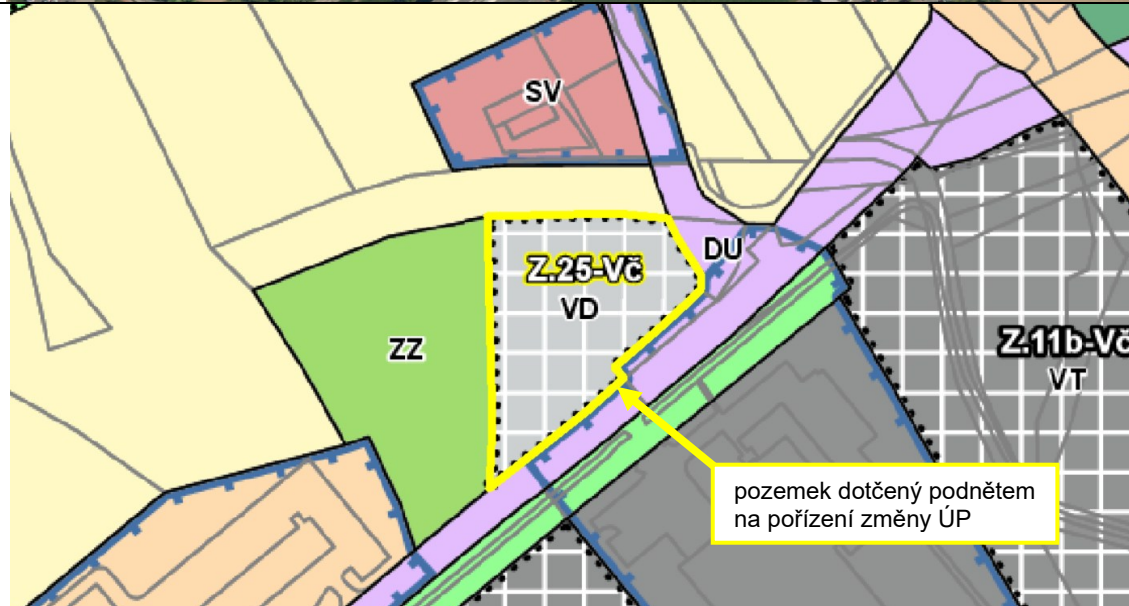 SV
DU
Z.25-Vč
VD
ZZ
Z.11b-Vč
VT
pozemek dotčený podnětem
na pořízení změny ÚP